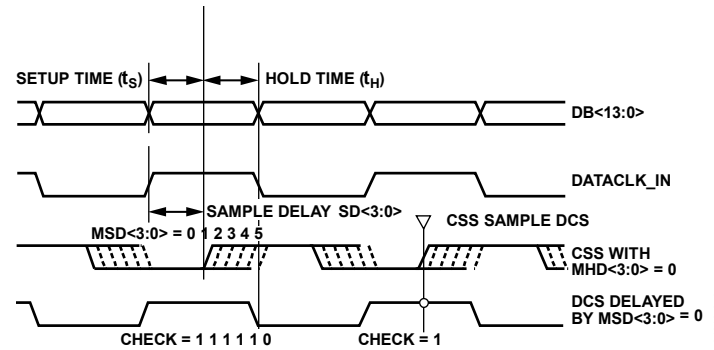 SETUP TIME (tS)
HOLD TIME (tH)
DB<13:0>
DATACLK_IN
SAMPLE DELAY SD<3:0>
MSD<3:0> = 0 1 2 3 4 5
CSS SAMPLE DCS
CSS WITH
MHD<3:0> = 0
DCS DELAYED
BY MSD<3:0> = 0
CHECK = 1 1 1 1 1 0
CHECK = 1